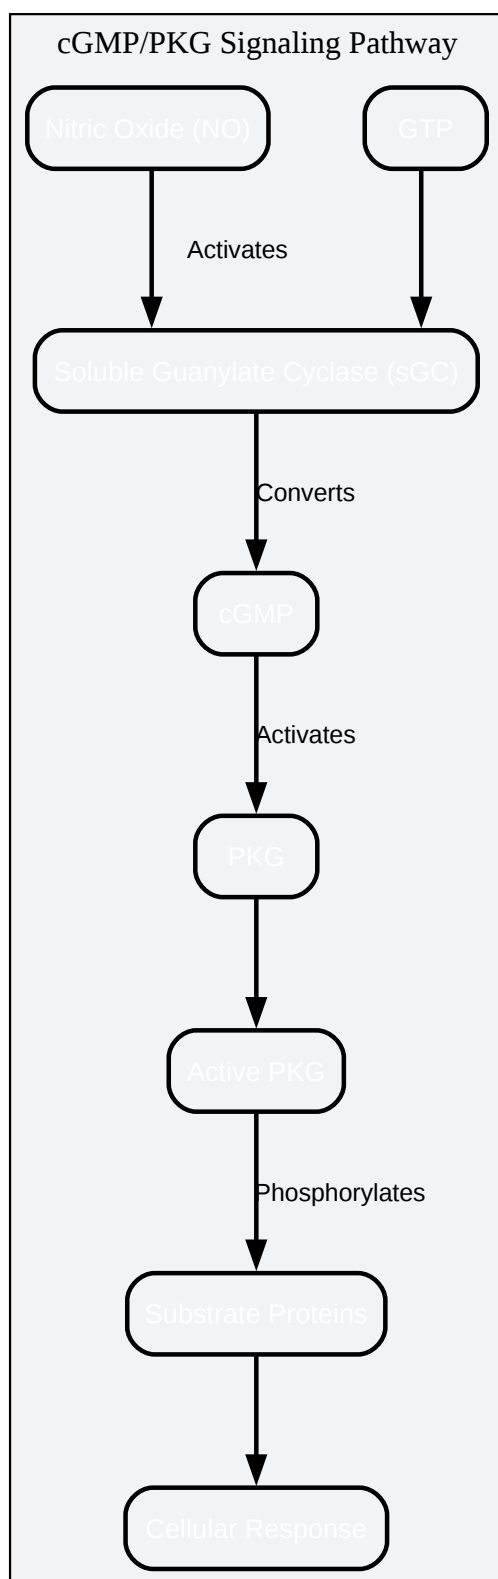 cGMP/PKG Signaling Pathway
Nitric Oxide (NO)
GTP
Activates
Soluble Guanylate Cyclase (sGC)
Converts
cGMP
Activates
PKG
Active PKG
Phosphorylates
Substrate Proteins
Cellular Response